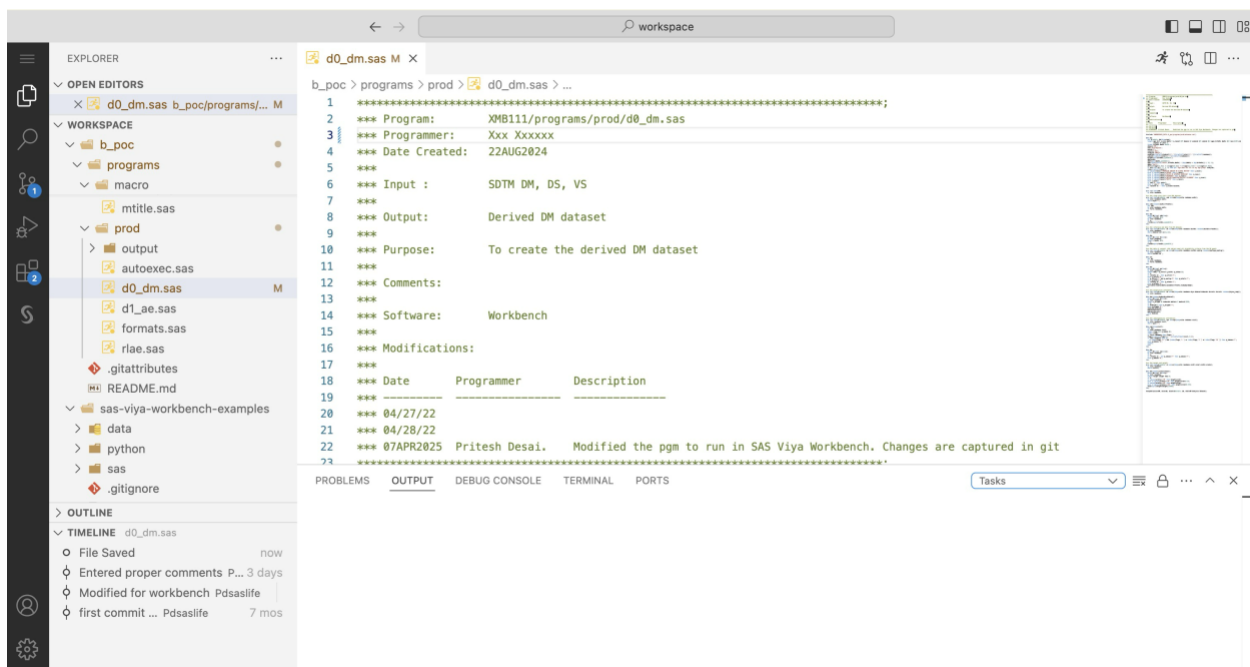 workspace
EXPLORER
OPEN EDITORS
d0_dm.sas b_poc/programs/... M
WORKSPACE
b_poc
programs
macro
mtitle.sas
prod
output
autoexec.sas
d0_dm.sas M
d1_ae.sas
formats.sas
rlae.sas
.gitattributes
README.md
sas-viya-workbench-examples
data
python
sas
.gitignore
OUTLINE
TIMELINE d0_dm.sas
File Saved now
Entered proper comments P... 3 days
Modified for workbench Pdsaslife
first commit ... Pdsaslife 7 mos
1
2
d0_dm.sas M
b_poc > programs > prod > d0_dm.sas > ...
1 ********************************************************************************;
2 *** Program: XMB111/programs/prod/d0_dm.sas
3 *** Programmer: Xxx Xxxxxx
4 *** Date Created: 22AUG2024
5 ***
6 *** Input : SDTM DM, DS, VS
7 ***
8 *** Output: Derived DM dataset
9 ***
10 *** Purpose: To create the derived DM dataset
11 ***
12 *** Comments:
13 ***
14 *** Software: Workbench
15 ***
16 *** Modifications:
17 ***
18 *** Date Programmer Description
19 *** --------- ---------------- --------------
20 *** 04/27/22
21 *** 04/28/22
22 *** 07APR2025 Pritesh Desai. Modified the pgm to run in SAS Viya Workbench. Changes are captured in git
23 ********************************************************************************;
PROBLEMS OUTPUT DEBUG CONSOLE TERMINAL PORTS
Tasks